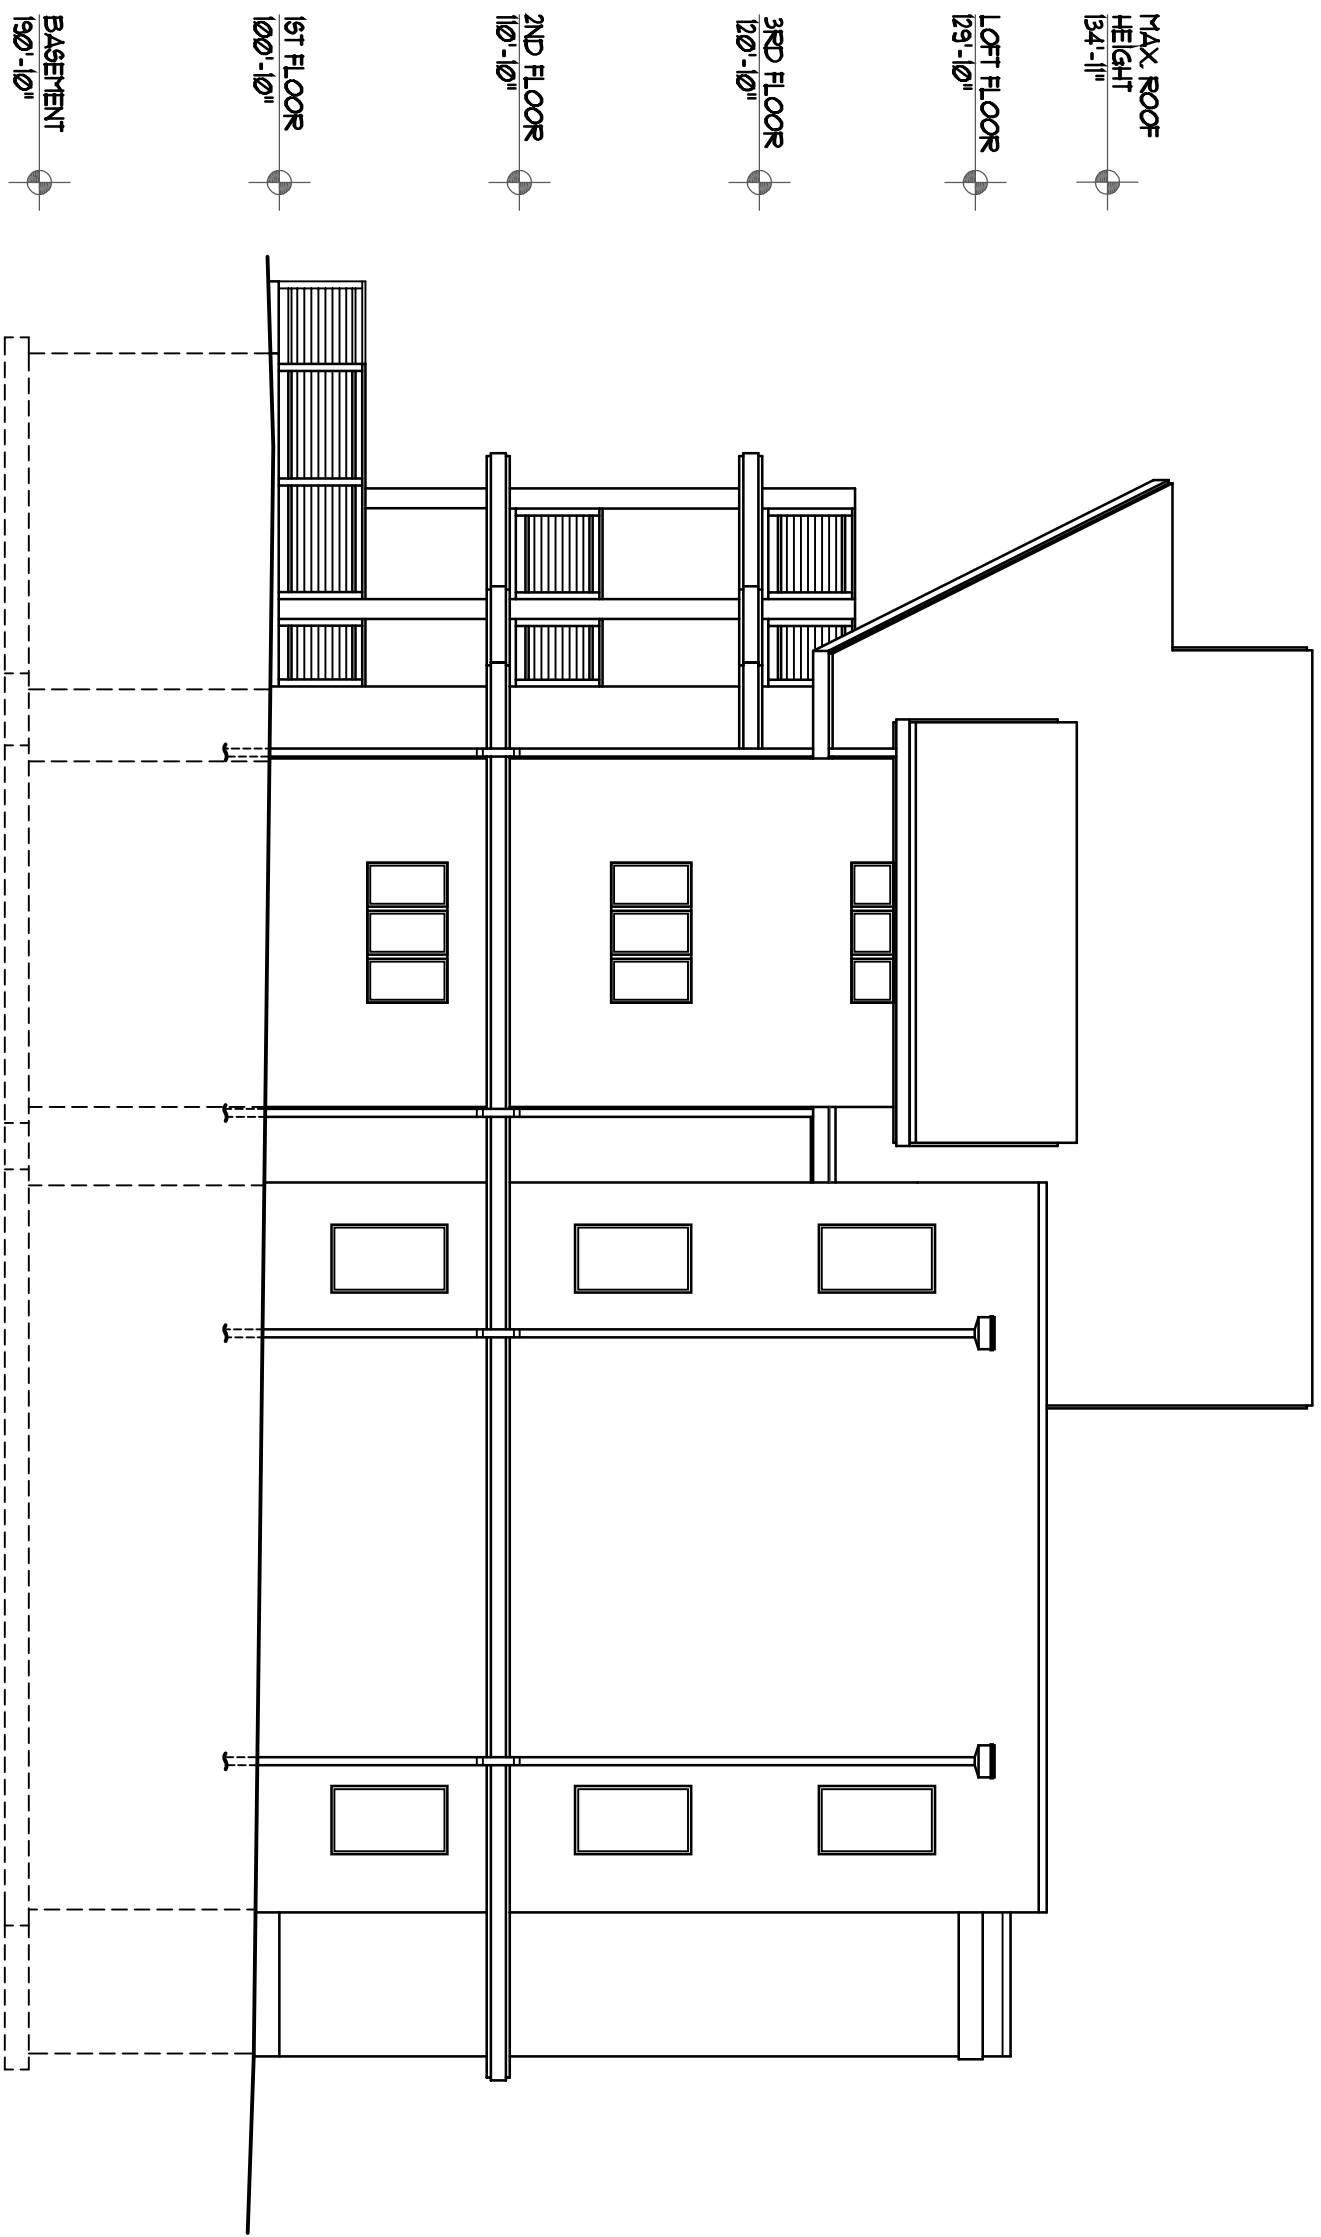 MAX. ROOF
HEIGHT
134'-11"
LOFT FLOOR
129'-10"
3RD FLOOR
120'-10"
2ND FLOOR
110'-10"
1ST FLOOR
100'-10"
BASEMENT
190'-10"